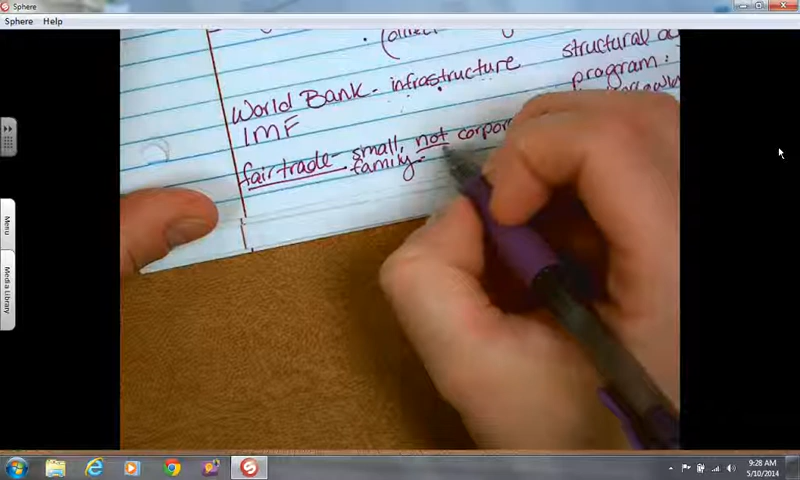 Sphere
Sphere Help
structural
program:
World Bank - infrastructure
IMF
fair trade - small, not
family-
Menu
Media Library
9:28 AM
5/10/2014